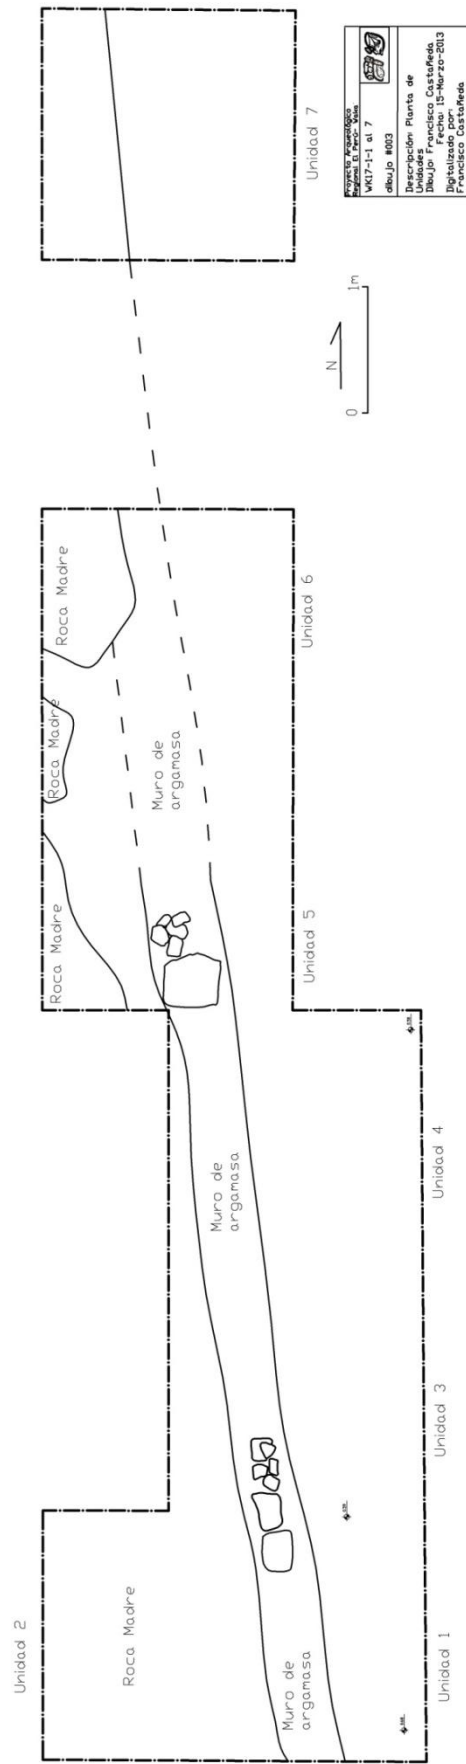 Unidad 7
Proyecto Arqueológico
Regional El Perú- Waka
WK17-1-1 al 7
dibujo #003
Descripción: Planta de
Unidades
Dibujo: Francisco Castañeda
Fecha: 15-Marzo-2013
Digitalizado por:
Francisco Castañeda
N
0
1m
Roca Madre
Unidad 6
Roca Madre
Muro de
argamasa
Roca Madre
Unidad 5
Muro de
argamasa
Unidad 4
Unidad 3
Unidad 2
Roca Madre
Muro de
argamasa
Unidad 1